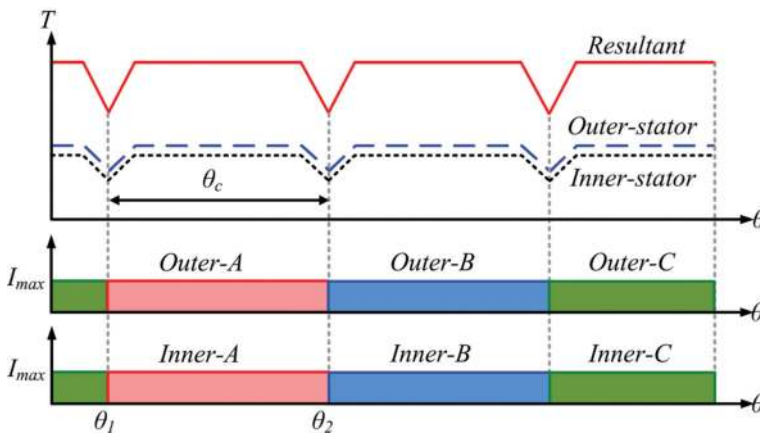 T
Resultant
Outer-stator
θc
Inner-stator
θ
Outer-A Outer-B Outer-C
Imax
θ
Inner-A Inner-B Inner-C
Imax
θ
θ1 θ2